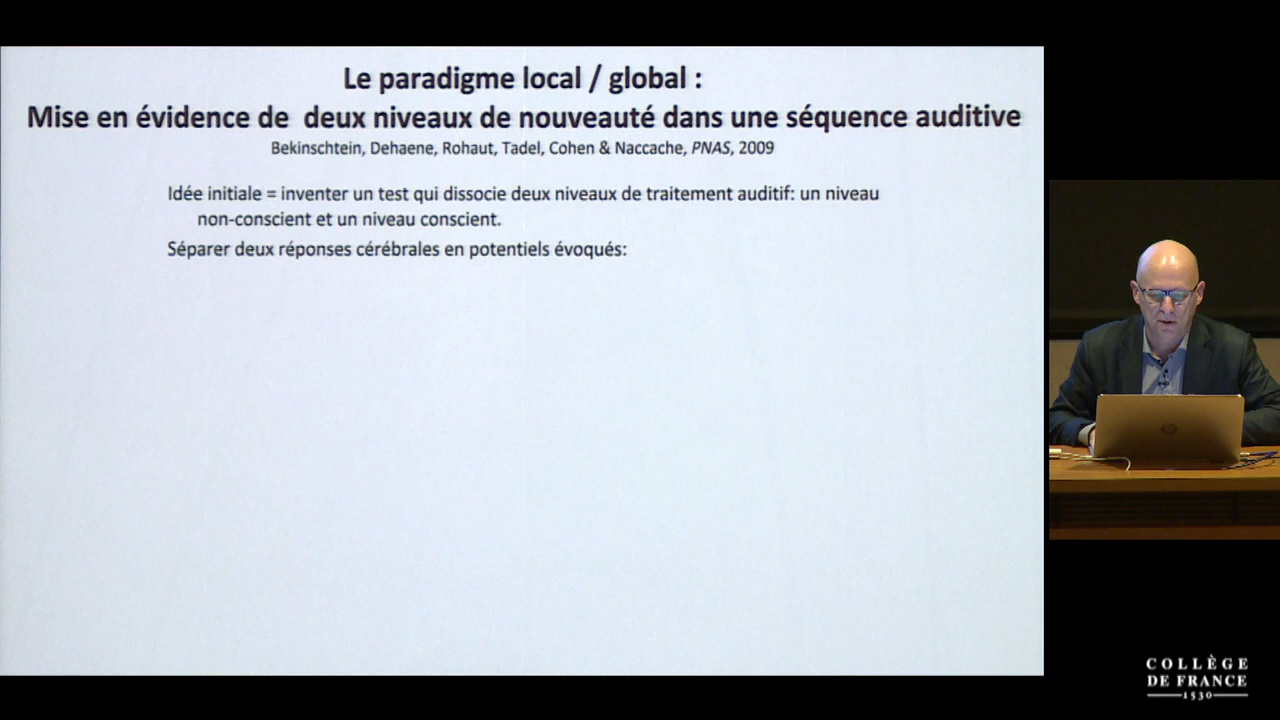 Le paradigme local / global :
Mise en évidence de deux niveaux de nouveauté dans une séquence auditive
Bekinschtein, Dehaene, Rohaut, Tadel, Cohen & Naccache, PNAS, 2009
Idée initiale = inventer un test qui dissocie deux niveaux de traitement auditif: un niveau
non-conscient et un niveau conscient.
Séparer deux réponses cérébrales en potentiels évoqués:
COLLÈGE
DE FRANCE
1530